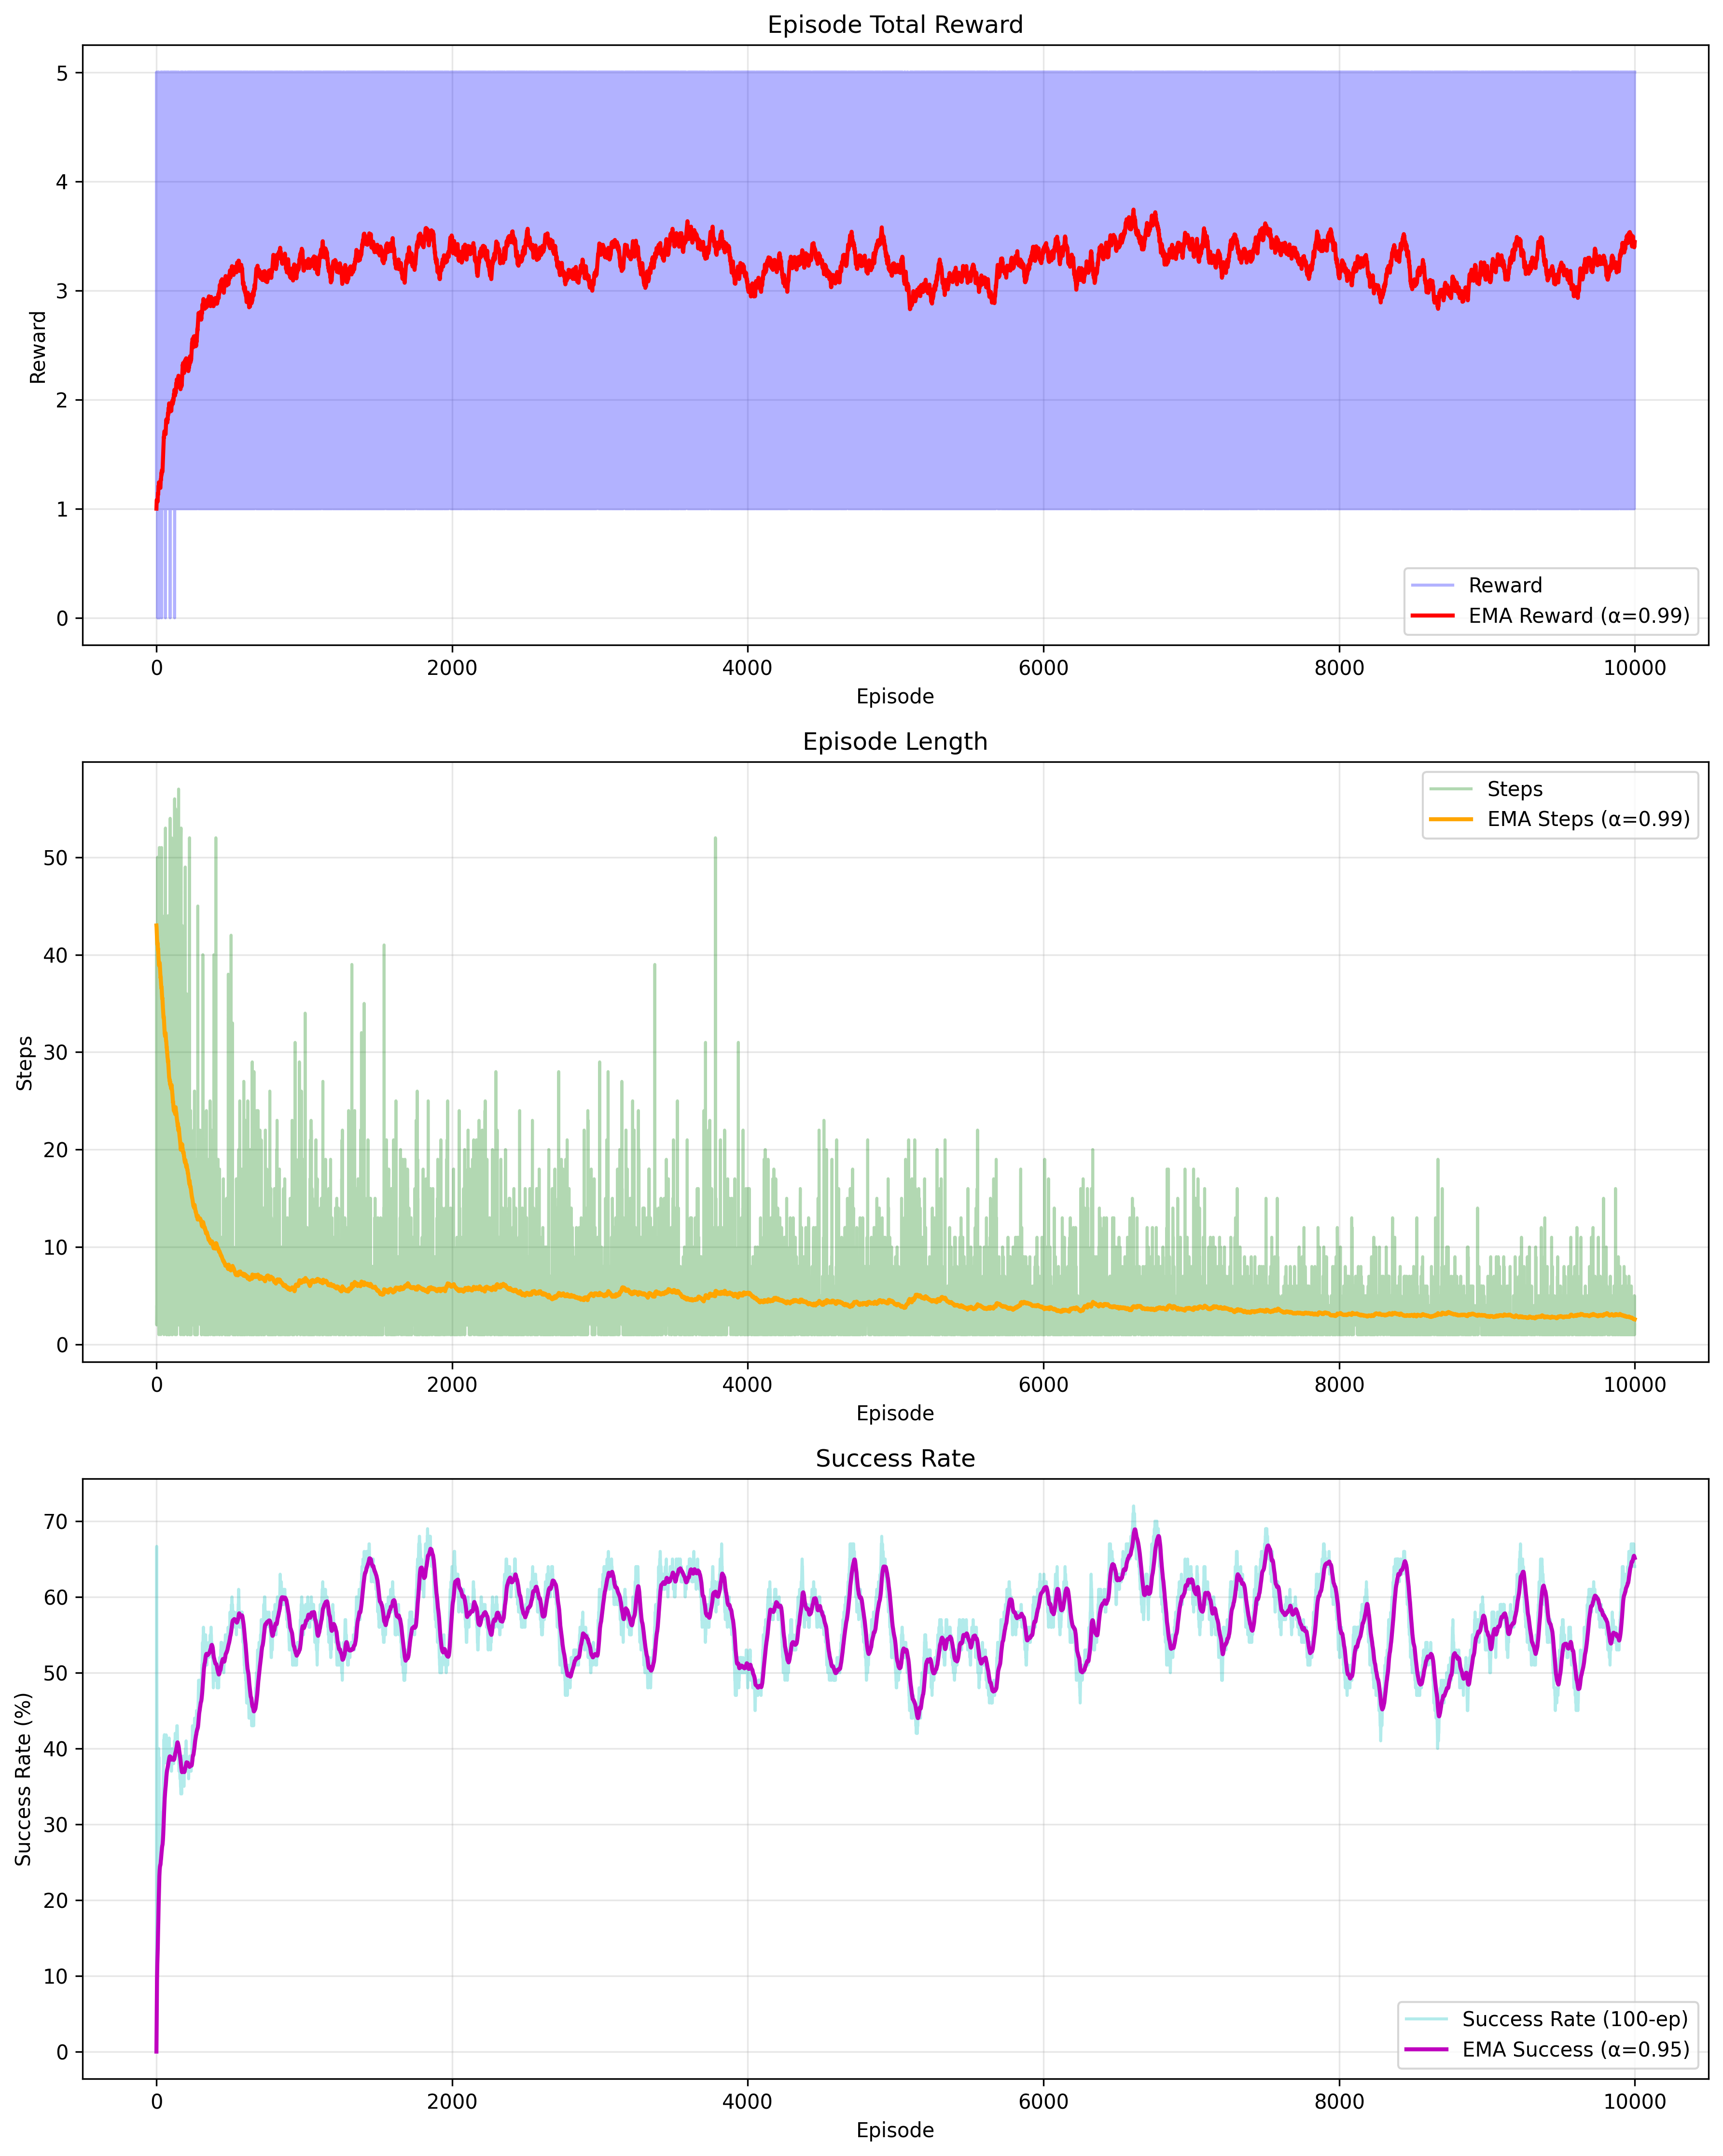 Episode Total Reward
Reward
5
4
3
2
1
0
Reward
EMA Reward (α=0.99)
0 2000 4000 6000 8000 10000
Episode
Episode Length
Steps
50
40
30
20
10
0
Steps
EMA Steps (α=0.99)
0 2000 4000 6000 8000 10000
Episode
Success Rate
Success Rate (%)
70
60
50
40
30
20
10
0
Success Rate (100-ep)
EMA Success (α=0.95)
0 2000 4000 6000 8000 10000
Episode